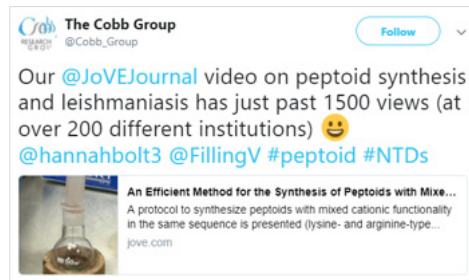 The Cobb Group
@Cobb_Group
Follow
Our @JoVEJournal video on peptoid synthesis
and leishmaniasis has just past 1500 views (at
over 200 different institutions) 😀
@hannahbolt3 @FillingV #peptoid #NTDs
An Efficient Method for the Synthesis of Peptoids with Mixe...
A protocol to synthesize peptoids with mixed cationic functionality
in the same sequence is presented (lysine- and arginine-type...
jove.com